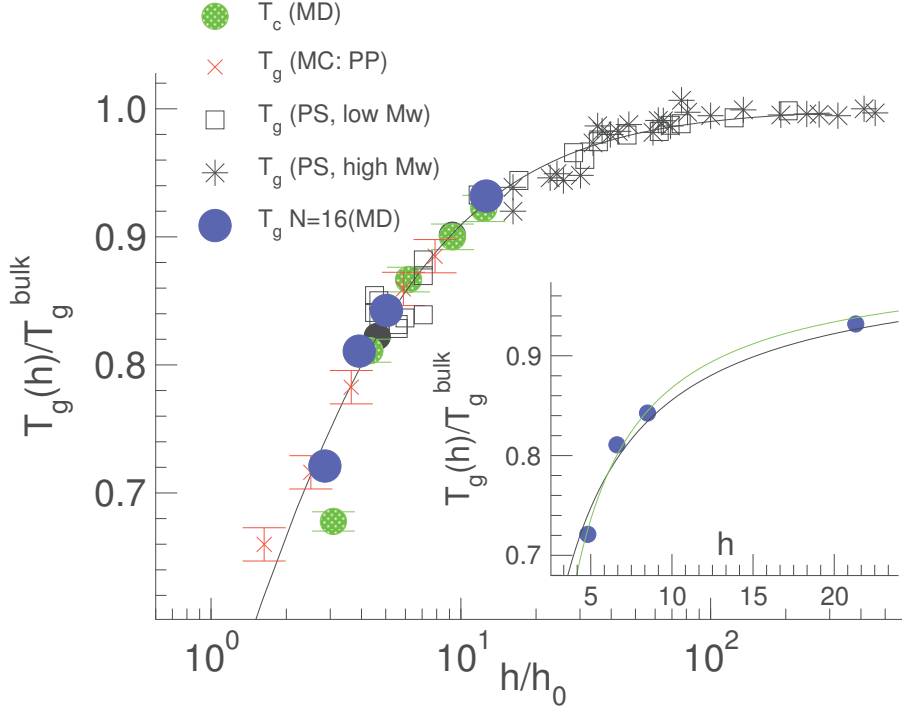 T_c (MD)
T_g (MC: PP)
T_g (PS, low Mw)
T_g (PS, high Mw)
T_g N=16(MD)
1.0
0.9
0.8
0.7
T_g(h)/T_g^bulk
10^0
10^1
10^2
h/h_0
0.9
0.8
0.7
T_g(h)/T_g^bulk
h
5
10
15
20